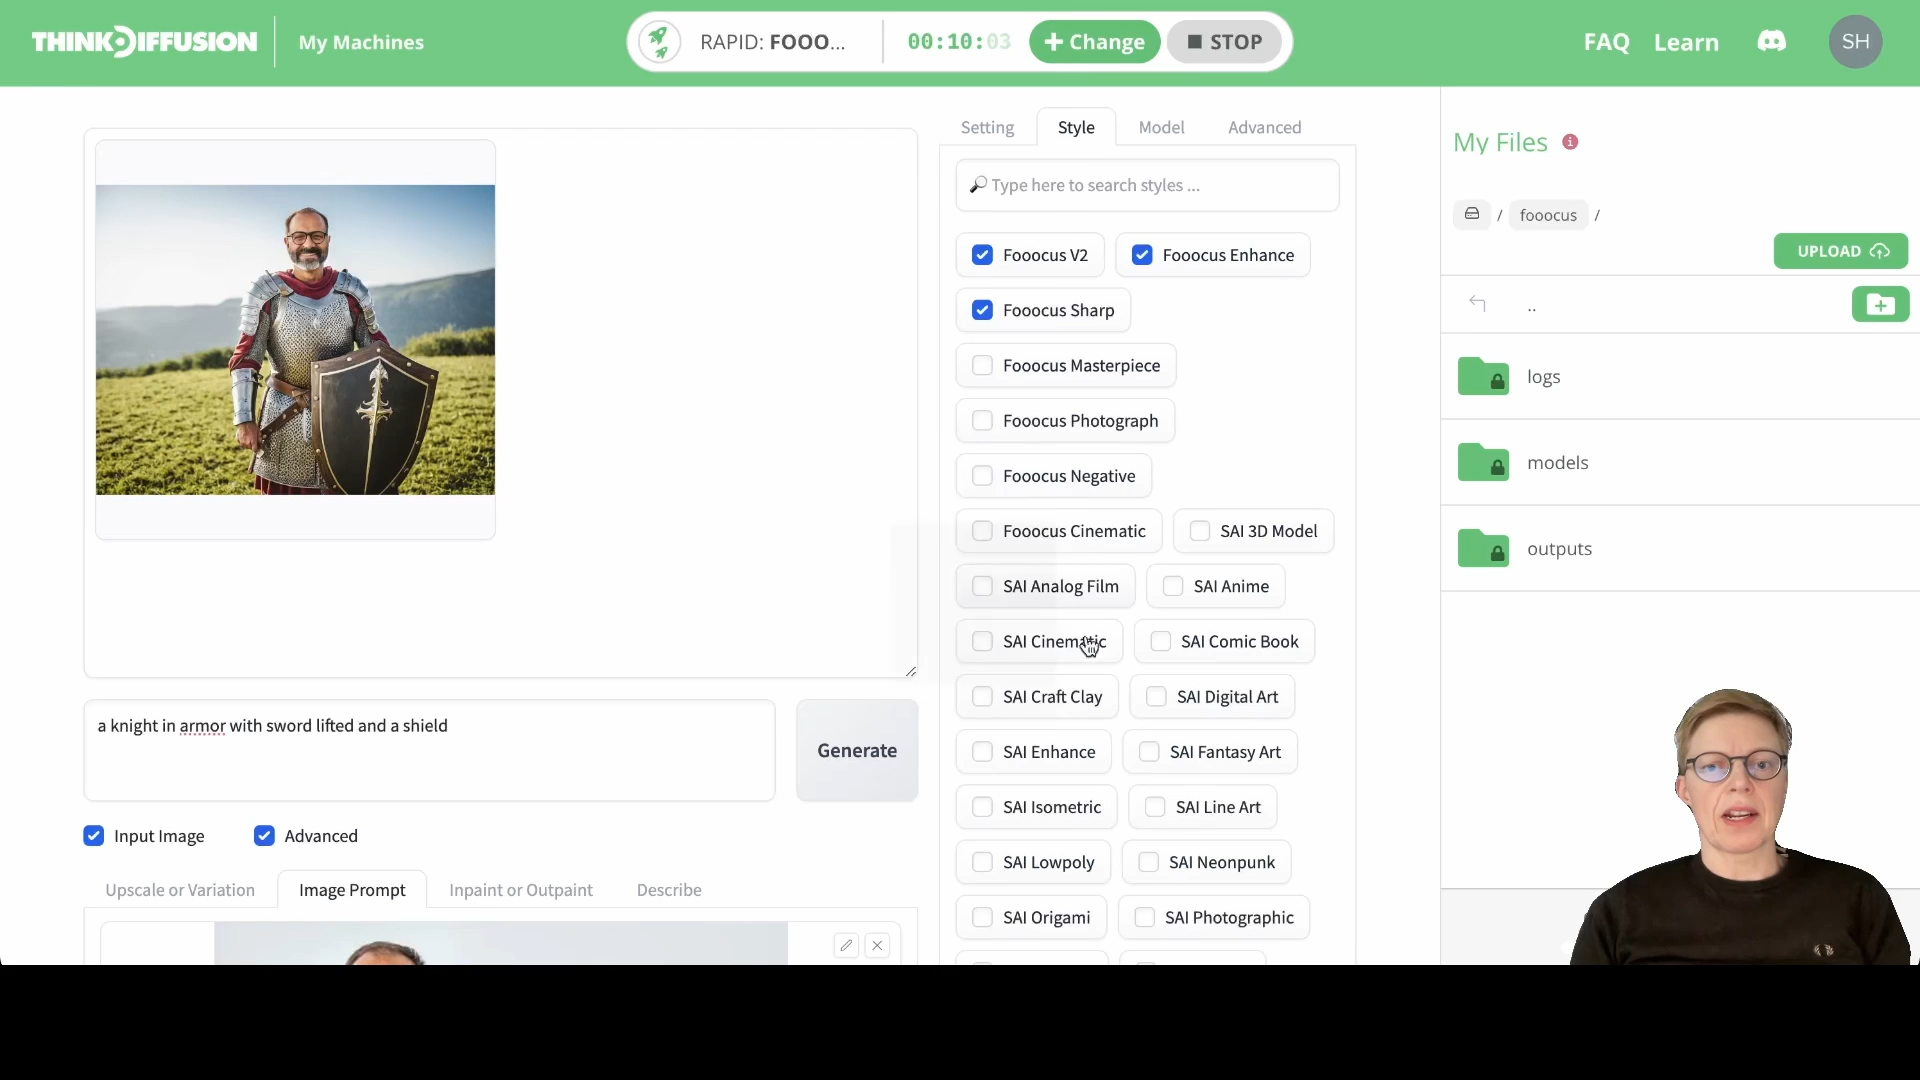 THINKDIFFUSION
My Machines
RAPID: FOOO...
00:10:03
+ Change
STOP
FAQ
Learn
SH
Setting
Style
Model
Advanced
Type here to search styles ...
Fooocus V2
Fooocus Enhance
Fooocus Sharp
Fooocus Masterpiece
Fooocus Photograph
Fooocus Negative
Fooocus Cinematic
SAI 3D Model
SAI Analog Film
SAI Anime
SAI Cinematic
SAI Comic Book
SAI Craft Clay
SAI Digital Art
SAI Enhance
SAI Fantasy Art
SAI Isometric
SAI Line Art
SAI Lowpoly
SAI Neonpunk
SAI Origami
SAI Photographic
a knight in armor with sword lifted and a shield
Generate
Input Image
Advanced
Upscale or Variation
Image Prompt
Inpaint or Outpaint
Describe
My Files
/ fooocus /
UPLOAD
..
logs
models
outputs